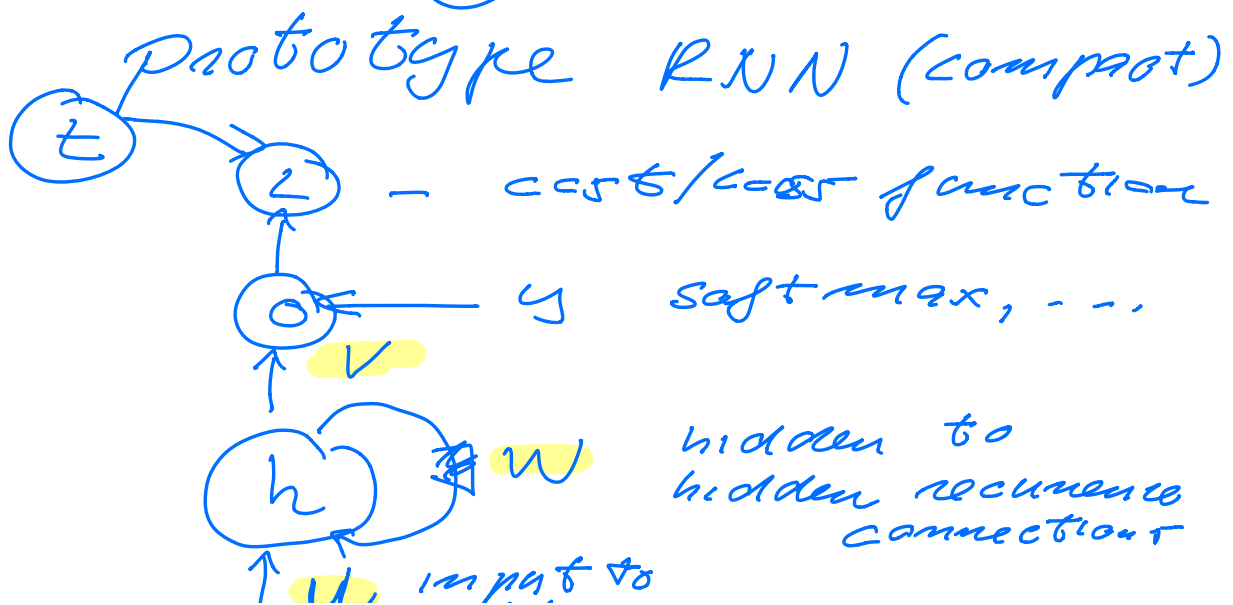 prototype RNN (compact)
t
L - cost/loss function
o y softmax, ...
V
h W hidden to
hidden recurrence
connections
U input to